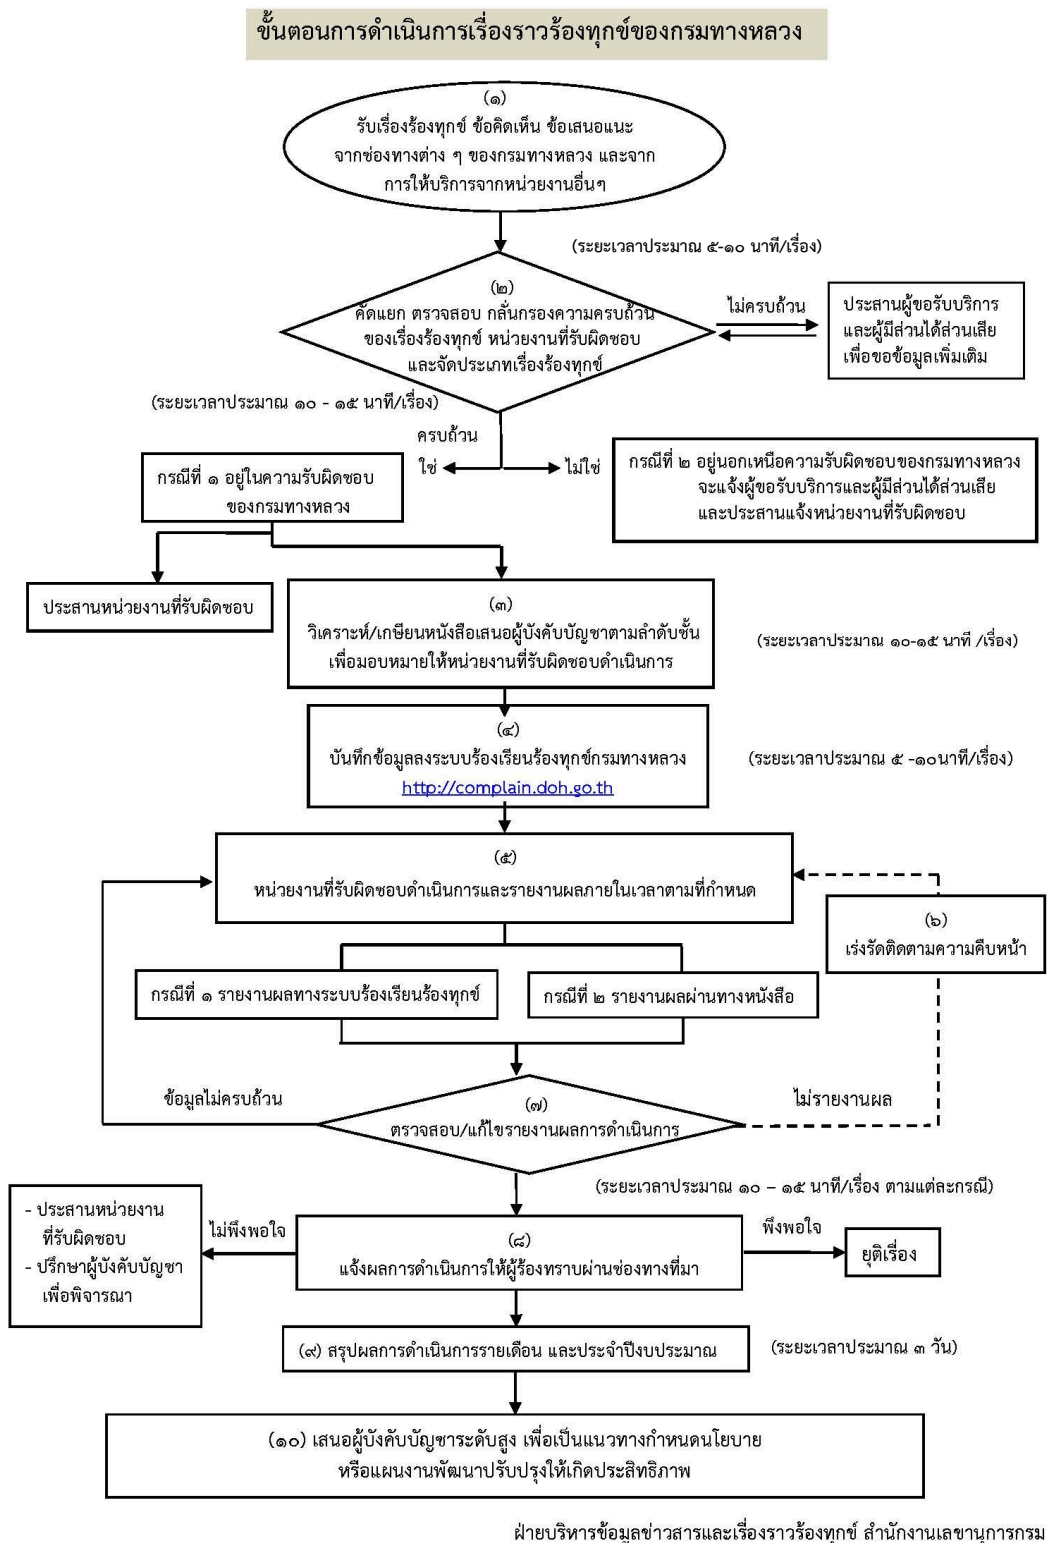 ขั้นตอนการดำเนินการเรื่องราวร้องทุกข์ของกรมทางหลวง
(๑)
รับเรื่องร้องทุกข์ ข้อคิดเห็น ข้อเสนอแนะ
จากช่องทางต่าง ๆ ของกรมทางหลวง และจาก
การให้บริการจากหน่วยงานอื่นๆ
(ระยะเวลาประมาณ ๕-๑๐ นาที/เรื่อง)
(๒)
คัดแยก ตรวจสอบ กลั่นกรองความครบถ้วน
ของเรื่องร้องทุกข์ หน่วยงานที่รับผิดชอบ
และจัดประเภทเรื่องร้องทุกข์
ไม่ครบถ้วน
ประสานผู้ขอรับบริการ
และผู้มีส่วนได้ส่วนเสีย
เพื่อขอข้อมูลเพิ่มเติม
(ระยะเวลาประมาณ ๑๐ - ๑๕ นาที/เรื่อง)
ครบถ้วน
ใช่
ไม่ใช่
กรณีที่ ๑ อยู่ในความรับผิดชอบ
ของกรมทางหลวง
กรณีที่ ๒ อยู่นอกเหนือความรับผิดชอบของกรมทางหลวง
จะแจ้งผู้ขอรับบริการและผู้มีส่วนได้ส่วนเสีย
และประสานแจ้งหน่วยงานที่รับผิดชอบ
ประสานหน่วยงานที่รับผิดชอบ
(๓)
วิเคราะห์/เกษียนหนังสือเสนอผู้บังคับบัญชาตามลำดับชั้น
เพื่อมอบหมายให้หน่วยงานที่รับผิดชอบดำเนินการ
(ระยะเวลาประมาณ ๑๐-๑๕ นาที /เรื่อง)
(๔)
บันทึกข้อมูลลงระบบร้องเรียนร้องทุกข์กรมทางหลวง
http://complain.doh.go.th
(ระยะเวลาประมาณ ๕ -๑๐นาที/เรื่อง)
(๕)
หน่วยงานที่รับผิดชอบดำเนินการและรายงานผลภายในเวลาตามที่กำหนด
(๖)
เร่งรัดติดตามความคืบหน้า
กรณีที่ ๑ รายงานผลทางระบบร้องเรียนร้องทุกข์
กรณีที่ ๒ รายงานผลผ่านทางหนังสือ
ข้อมูลไม่ครบถ้วน
ไม่รายงานผล
(๗)
ตรวจสอบ/แก้ไขรายงานผลการดำเนินการ
(ระยะเวลาประมาณ ๑๐ – ๑๕ นาที/เรื่อง ตามแต่ละกรณี)
- ประสานหน่วยงาน
ที่รับผิดชอบ
- ปรึกษาผู้บังคับบัญชา
เพื่อพิจารณา
ไม่พึงพอใจ
(๘)
แจ้งผลการดำเนินการให้ผู้ร้องทราบผ่านช่องทางที่มา
พึงพอใจ
ยุติเรื่อง
(๙) สรุปผลการดำเนินการรายเดือน และประจำปีงบประมาณ
(ระยะเวลาประมาณ ๓ วัน)
(๑๐) เสนอผู้บังคับบัญชาระดับสูง เพื่อเป็นแนวทางกำหนดนโยบาย
หรือแผนงานพัฒนาปรับปรุงให้เกิดประสิทธิภาพ
ฝ่ายบริหารข้อมูลข่าวสารและเรื่องราวร้องทุกข์ สำนักงานเลขานุการกรม